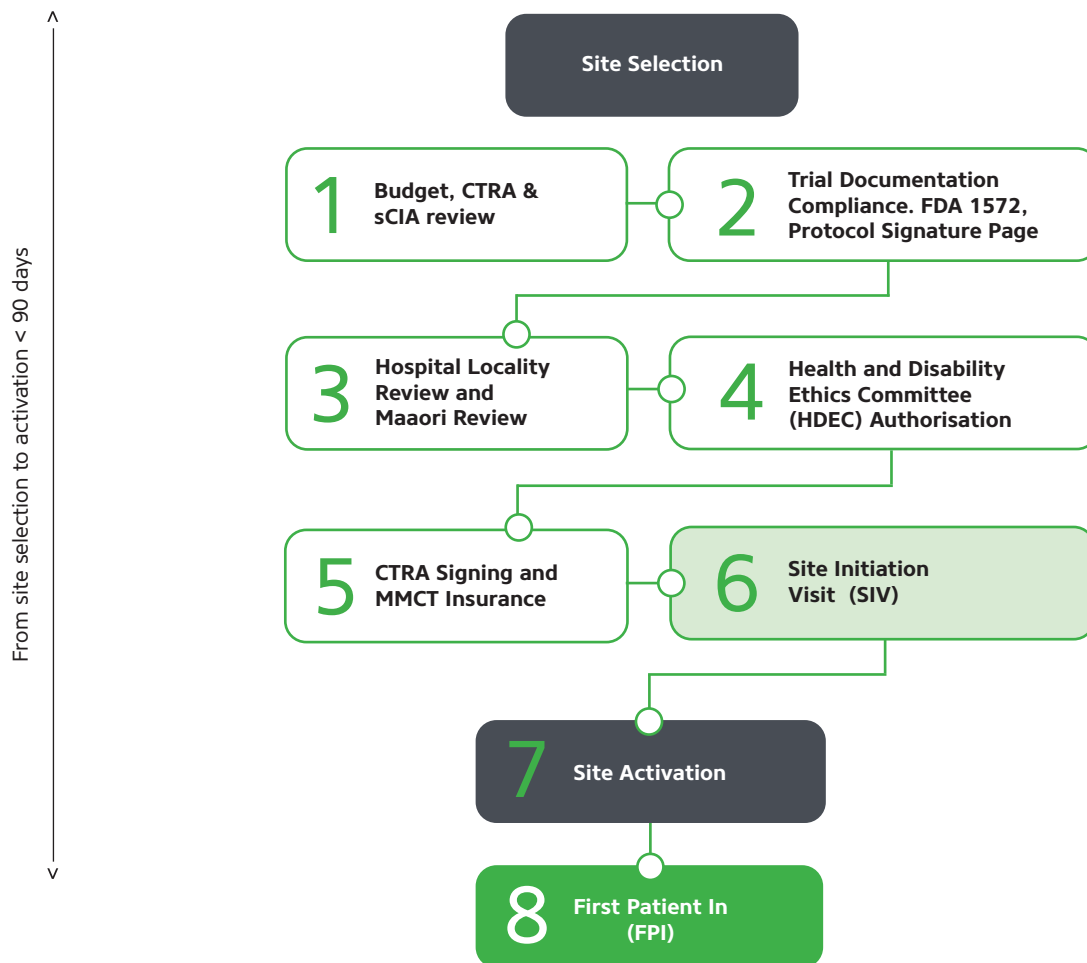 Site Selection
1
Budget, CTRA &
sCIA review
2
Trial Documentation
Compliance. FDA 1572,
Protocol Signature Page
3
Hospital Locality
Review and
Maaori Review
4
Health and Disability
Ethics Committee
(HDEC) Authorisation
5
CTRA Signing and
MMCT Insurance
6
Site Initiation
Visit (SIV)
7
Site Activation
8
First Patient In
(FPI)
From site selection to activation < 90 days